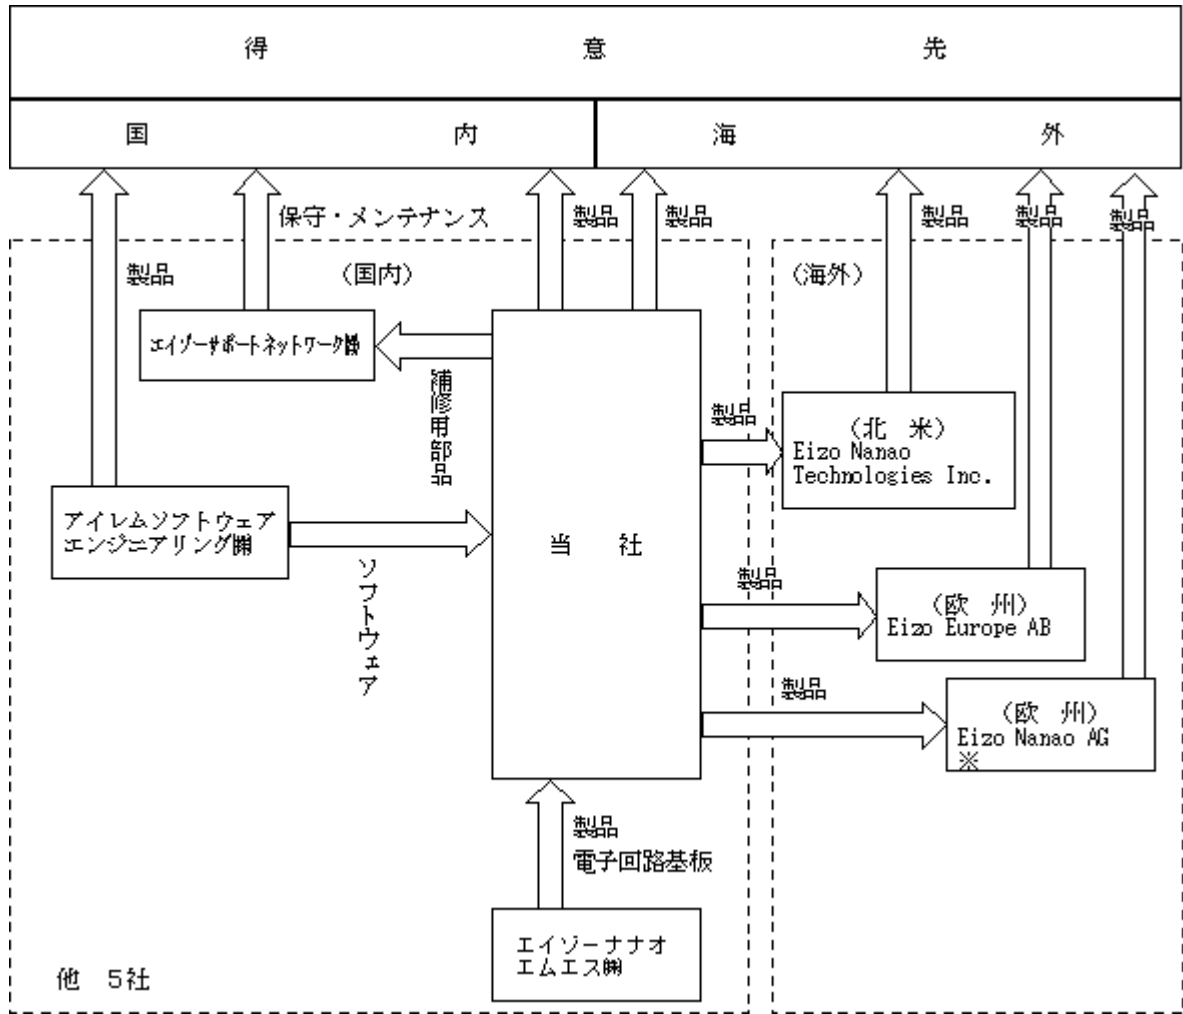 得 意 先
国 内
海 外
保守・メンテナンス
製品
製品
製品
製品
製品
製品
(国内)
(海外)
エイゾーサポートネットワーク㈱
補修用部品
製品
(北 米)
Eizo Nanao
Technologies Inc.
アイレムソフトウェア
エンジニアリング㈱
ソフトウェア
当 社
製品
(欧 州)
Eizo Europe AB
製品
(欧 州)
Eizo Nanao AG
※
製品
電子回路基板
エイゾーナナオ
エムエス㈱
他 5社